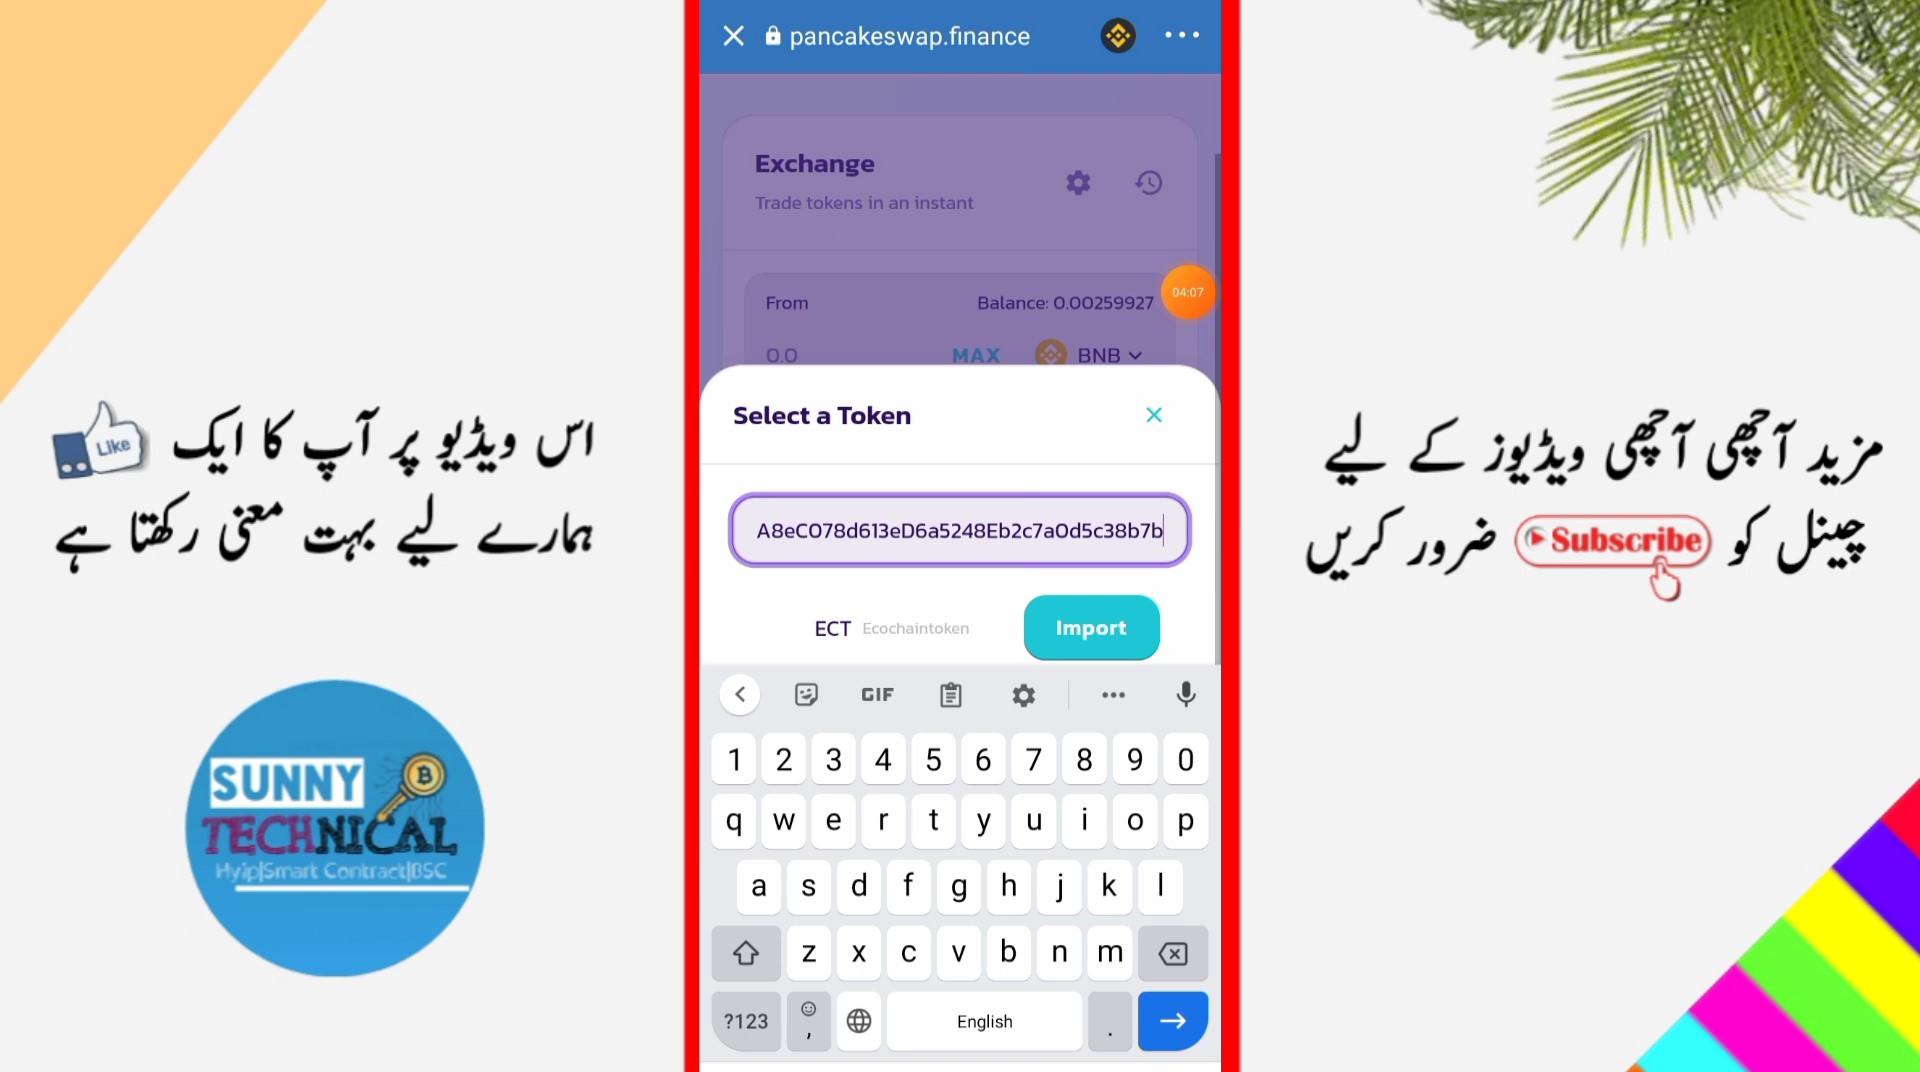 pancakeswap.finance
Exchange
Trade tokens in an instant
From
Balance: 0.00259927
04:07
0.0
MAX
BNB
Select a Token
A8eC078d613eD6a5248Eb2c7a0d5c38b7b
ECT Ecochaintoken
Import
GIF
1 2 3 4 5 6 7 8 9 0
q w e r t y u i o p
a s d f g h j k l
z x c v b n m
?123 , English .
اس ویڈیو پر آپ کا ایک Like
ہمارے لیے بہت معنی رکھتا ہے
SUNNY
TECHNICAL
Hyip|Smart Contract|BSC
مزید آچھی آچھی ویڈیوز کے لیے
چینل کو Subscribe ضرور کریں